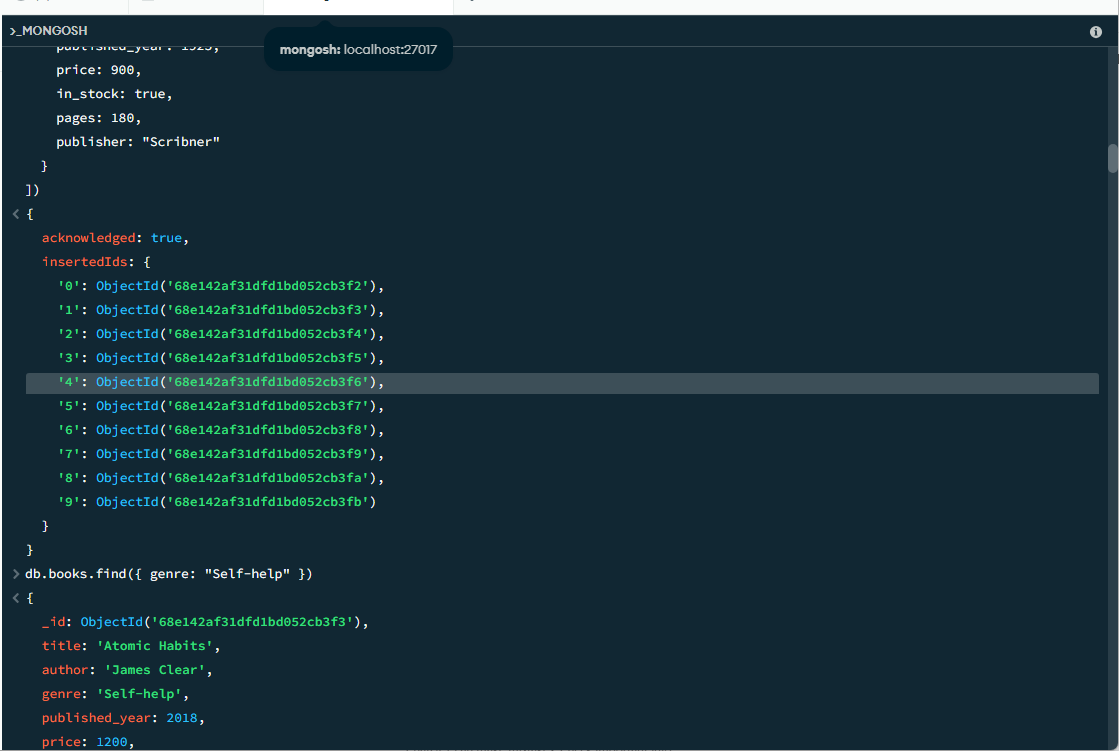 >_MONGOSH
mongosh: localhost:27017
published_year: 1925,
price: 900,
in_stock: true,
pages: 180,
publisher: "Scribner"
}
])
< {
acknowledged: true,
insertedIds: {
'0': ObjectId('68e142af31dfd1bd052cb3f2'),
'1': ObjectId('68e142af31dfd1bd052cb3f3'),
'2': ObjectId('68e142af31dfd1bd052cb3f4'),
'3': ObjectId('68e142af31dfd1bd052cb3f5'),
'4': ObjectId('68e142af31dfd1bd052cb3f6'),
'5': ObjectId('68e142af31dfd1bd052cb3f7'),
'6': ObjectId('68e142af31dfd1bd052cb3f8'),
'7': ObjectId('68e142af31dfd1bd052cb3f9'),
'8': ObjectId('68e142af31dfd1bd052cb3fa'),
'9': ObjectId('68e142af31dfd1bd052cb3fb')
}
}
> db.books.find({ genre: "Self-help" })
< {
_id: ObjectId('68e142af31dfd1bd052cb3f3'),
title: 'Atomic Habits',
author: 'James Clear',
genre: 'Self-help',
published_year: 2018,
price: 1200,